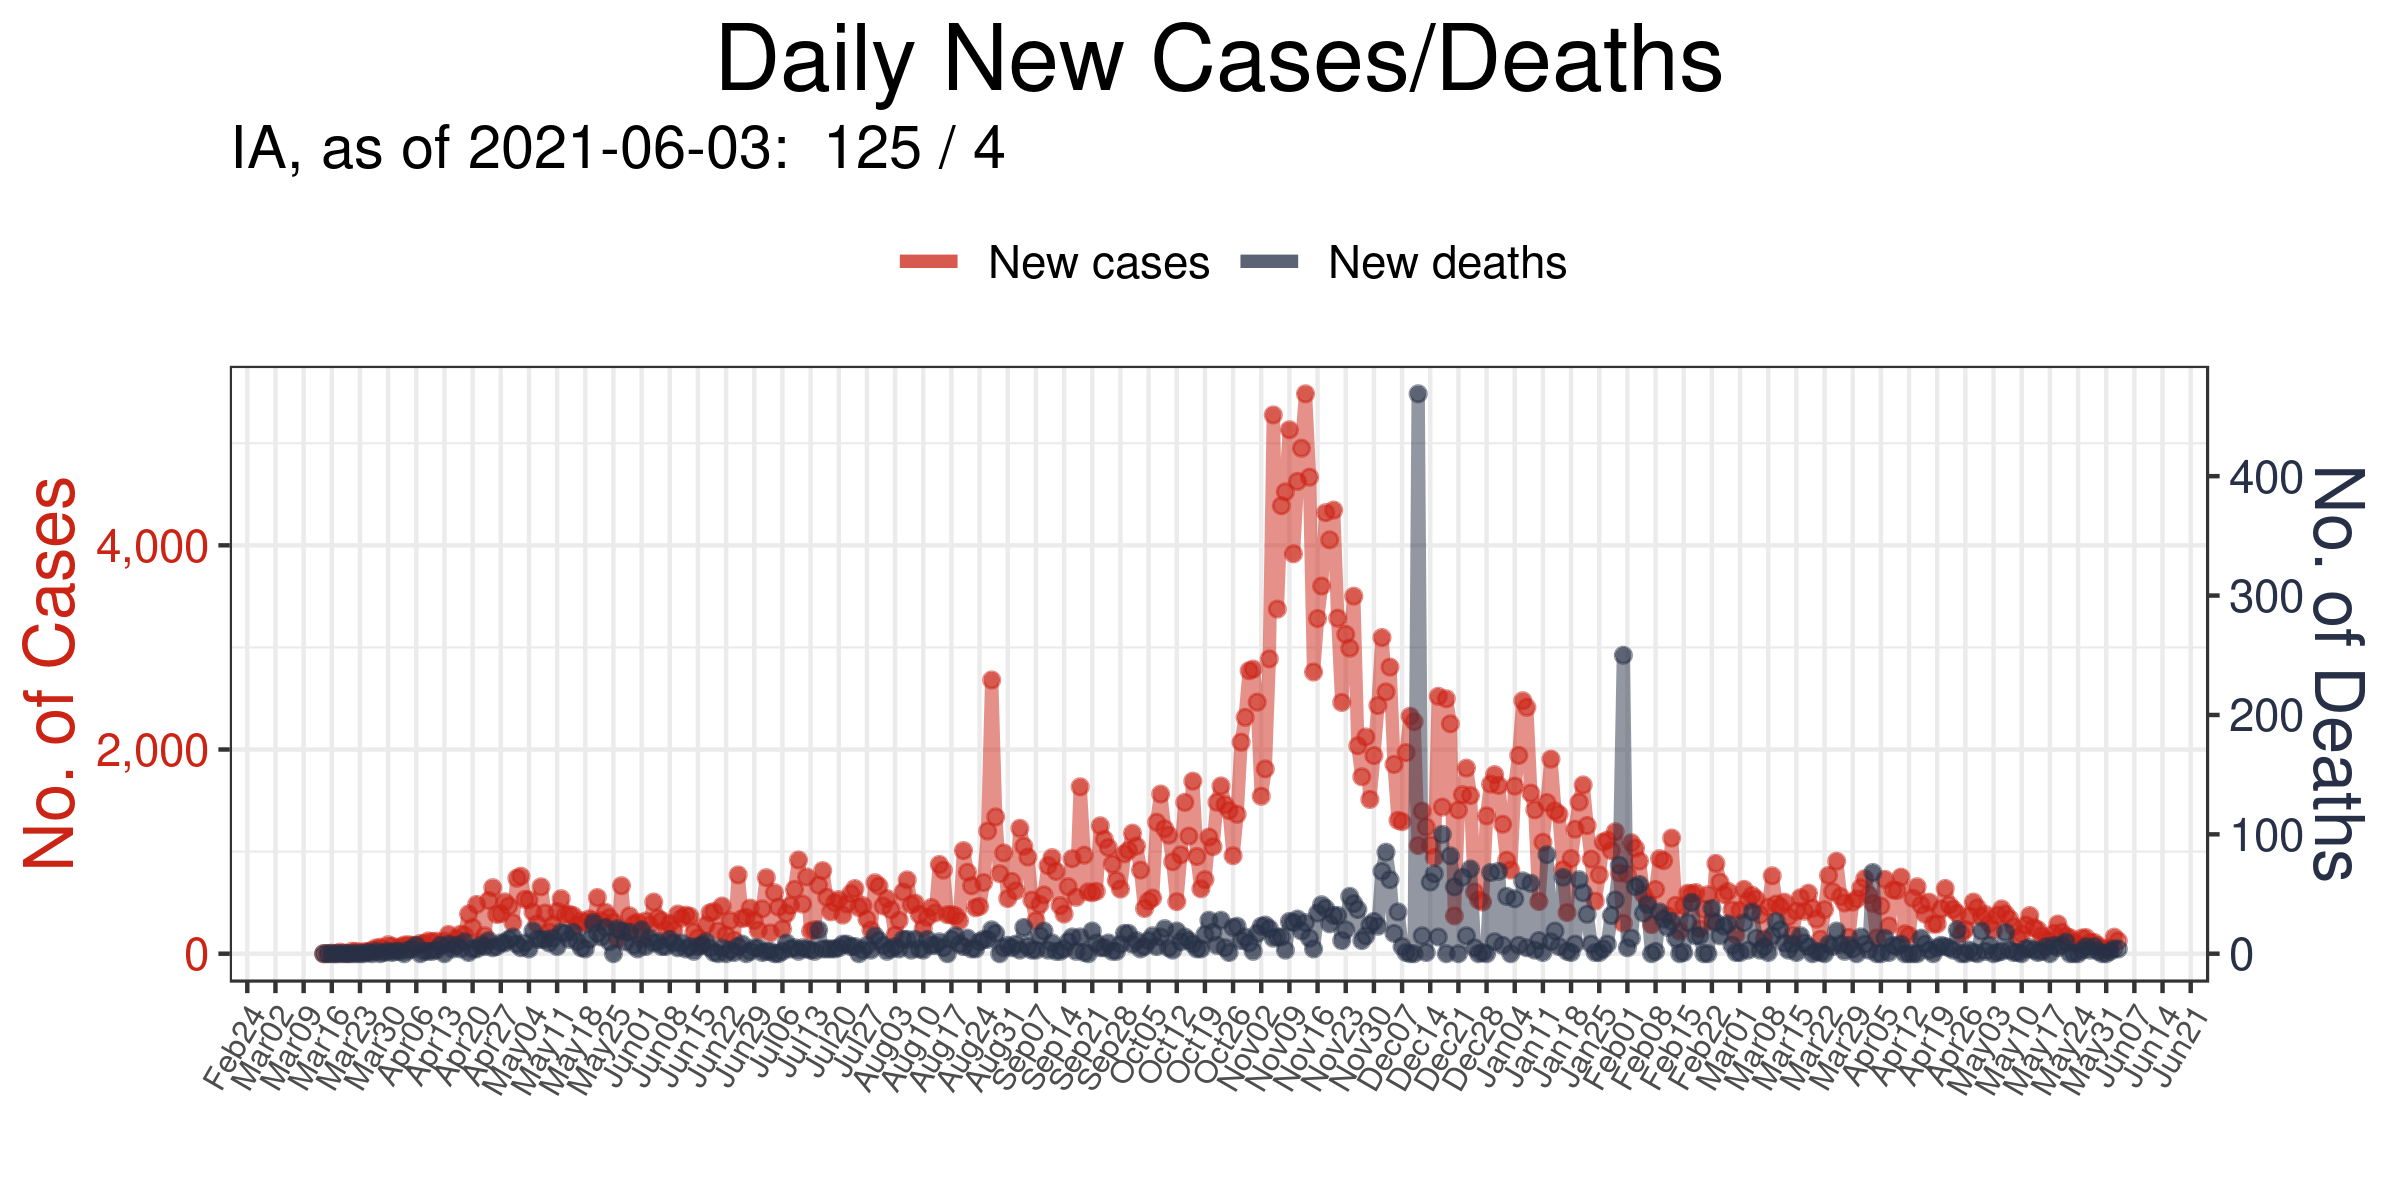 Daily New Cases/Deaths
IA, as of 2021-06-03:  125 / 4
New cases
New deaths
No. of Cases
4,000
2,000
0
400
300
200
100
0
No. of Deaths
Feb24
Mar02
Mar09
Mar16
Mar23
Mar30
Apr06
Apr13
Apr20
Apr27
May04
May11
May18
May25
Jun01
Jun08
Jun15
Jun22
Jun29
Jul06
Jul13
Jul20
Jul27
Aug03
Aug10
Aug17
Aug24
Aug31
Sep07
Sep14
Sep21
Sep28
Oct05
Oct12
Oct19
Oct26
Nov02
Nov09
Nov16
Nov23
Nov30
Dec07
Dec14
Dec21
Dec28
Jan04
Jan11
Jan18
Jan25
Feb01
Feb08
Feb15
Feb22
Mar01
Mar08
Mar15
Mar22
Mar29
Apr05
Apr12
Apr19
Apr26
May03
May10
May17
May24
May31
Jun07
Jun14
Jun21